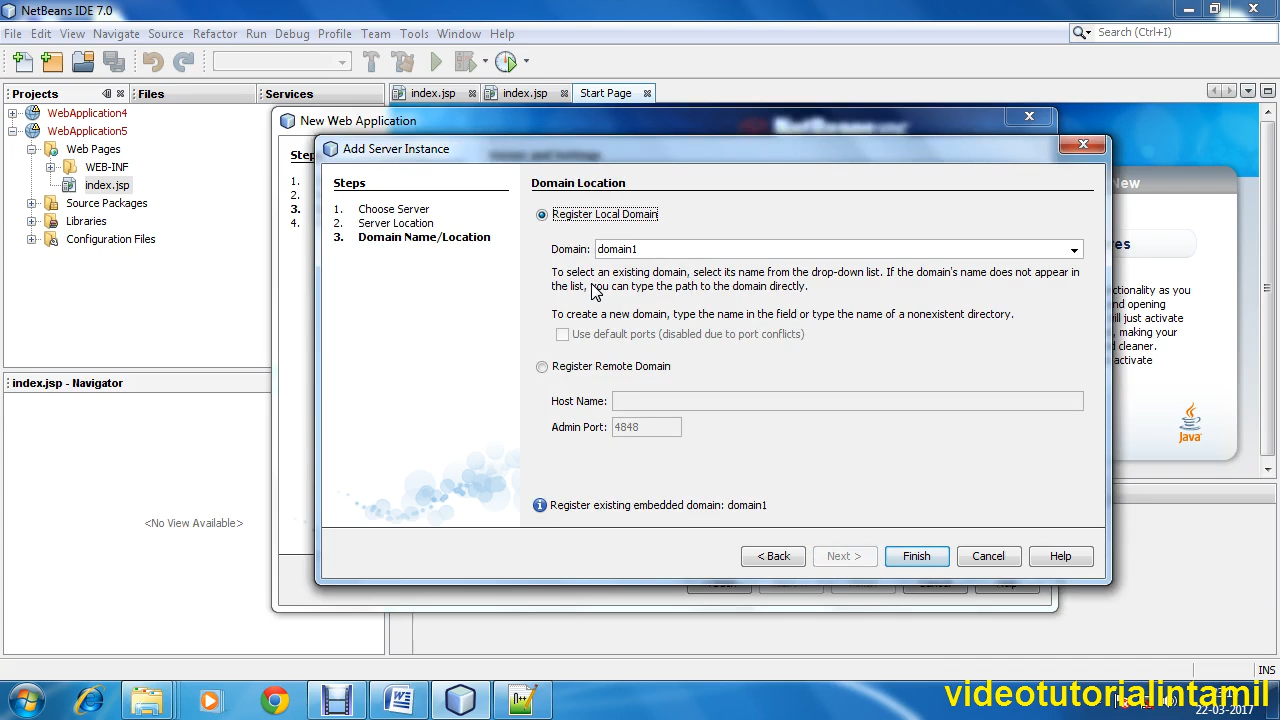 NetBeans IDE 7.0
File Edit View Navigate Source Refactor Run Debug Profile Team Tools Window Help
Search (Ctrl+I)
Projects Files Services
index.jsp index.jsp Start Page
WebApplication4
WebApplication5
Web Pages
WEB-INF
index.jsp
Source Packages
Libraries
Configuration Files
index.jsp - Navigator
<No View Available>
New Web Application
Steps
1.
2.
3.
4.
Add Server Instance
Steps
1. Choose Server
2. Server Location
3. Domain Name/Location
Domain Location
Register Local Domain
Domain: domain1
To select an existing domain, select its name from the drop-down list. If the domain's name does not appear in
the list, you can type the path to the domain directly.
To create a new domain, type the name in the field or type the name of a nonexistent directory.
Use default ports (disabled due to port conflicts)
Register Remote Domain
Host Name:
Admin Port: 4848
Register existing embedded domain: domain1
< Back Next > Finish Cancel Help
New
es
ctionality as you
nd opening
ill just activate
, making your
d cleaner.
activate
Java
INS
videotutorialintamil
22-03-2017